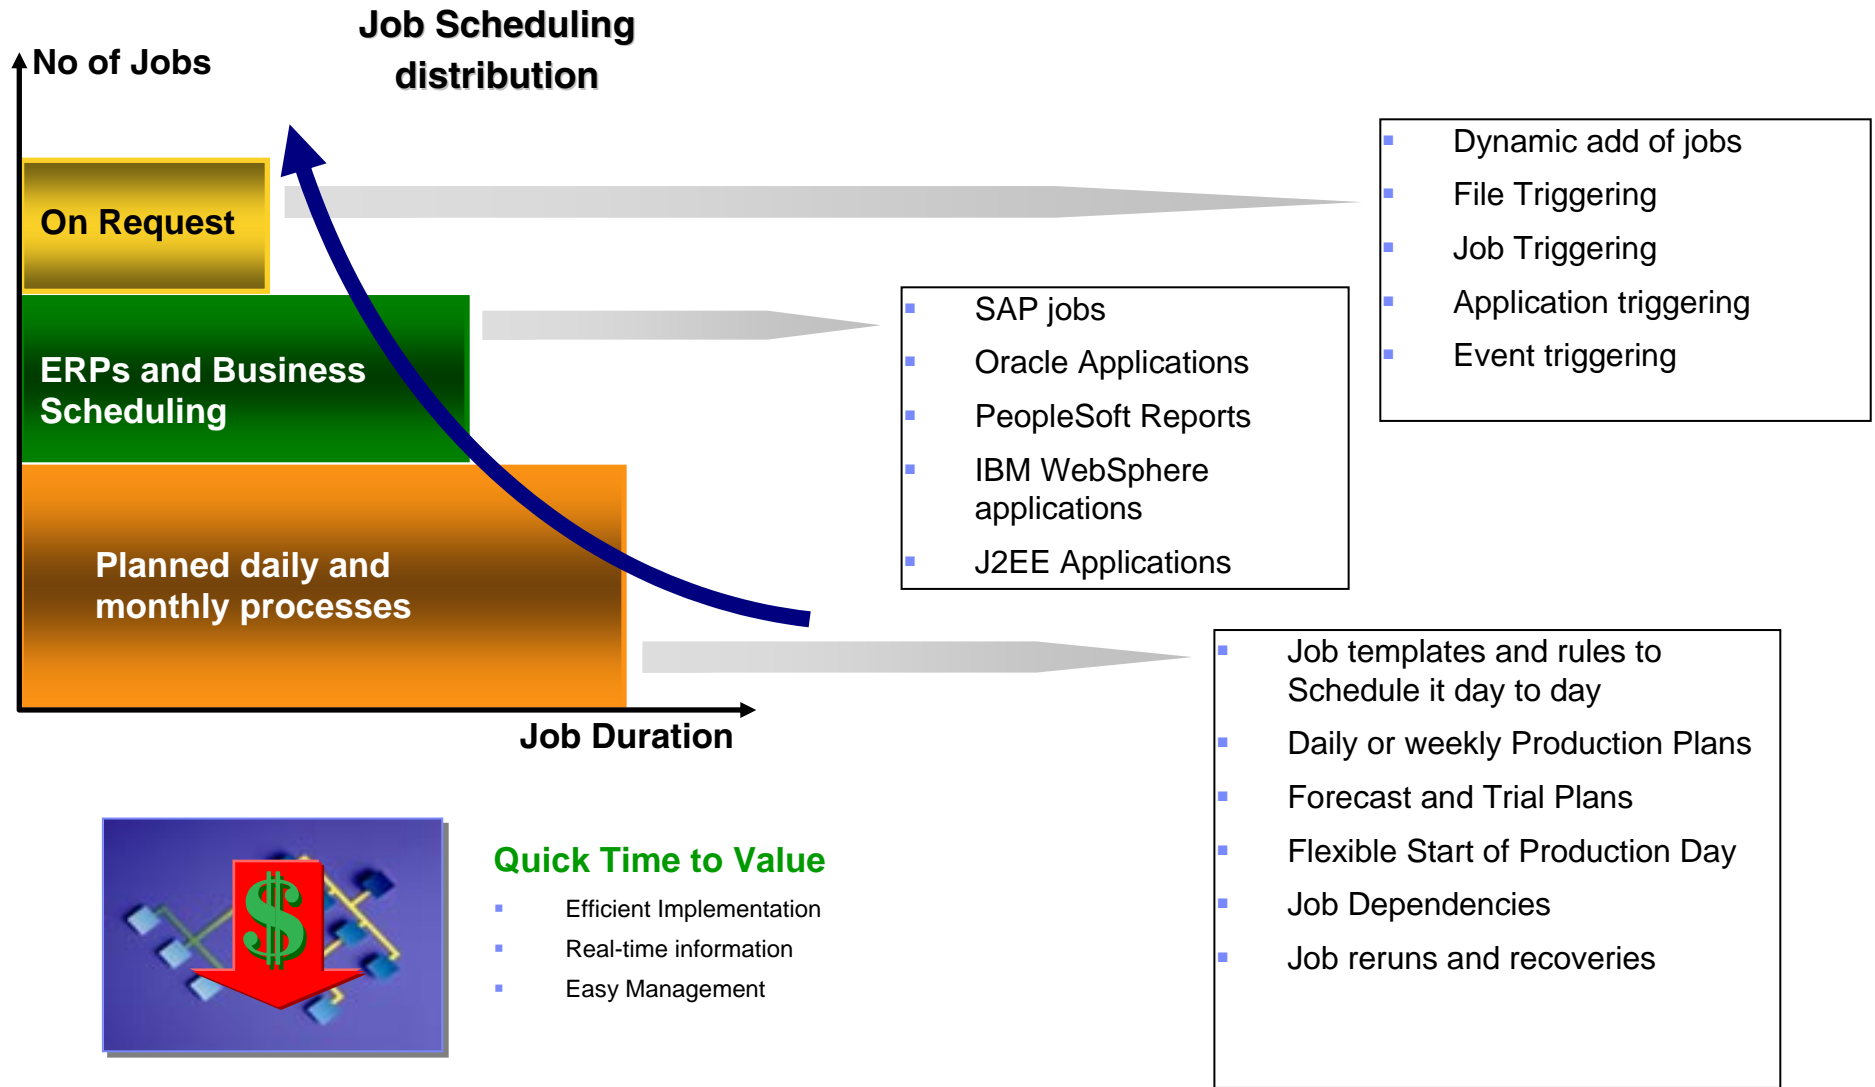 Job Scheduling
distribution
No of Jobs
On Request
ERPs and Business
Scheduling
Planned daily and
monthly processes
Job Duration
Dynamic add of jobs
File Triggering
Job Triggering
Application triggering
Event triggering
SAP jobs
Oracle Applications
PeopleSoft Reports
IBM WebSphere
applications
J2EE Applications
Job templates and rules to
Schedule it day to day
Daily or weekly Production Plans
Forecast and Trial Plans
Flexible Start of Production Day
Job Dependencies
Job reruns and recoveries
$
Quick Time to Value
Efficient Implementation
Real-time information
Easy Management